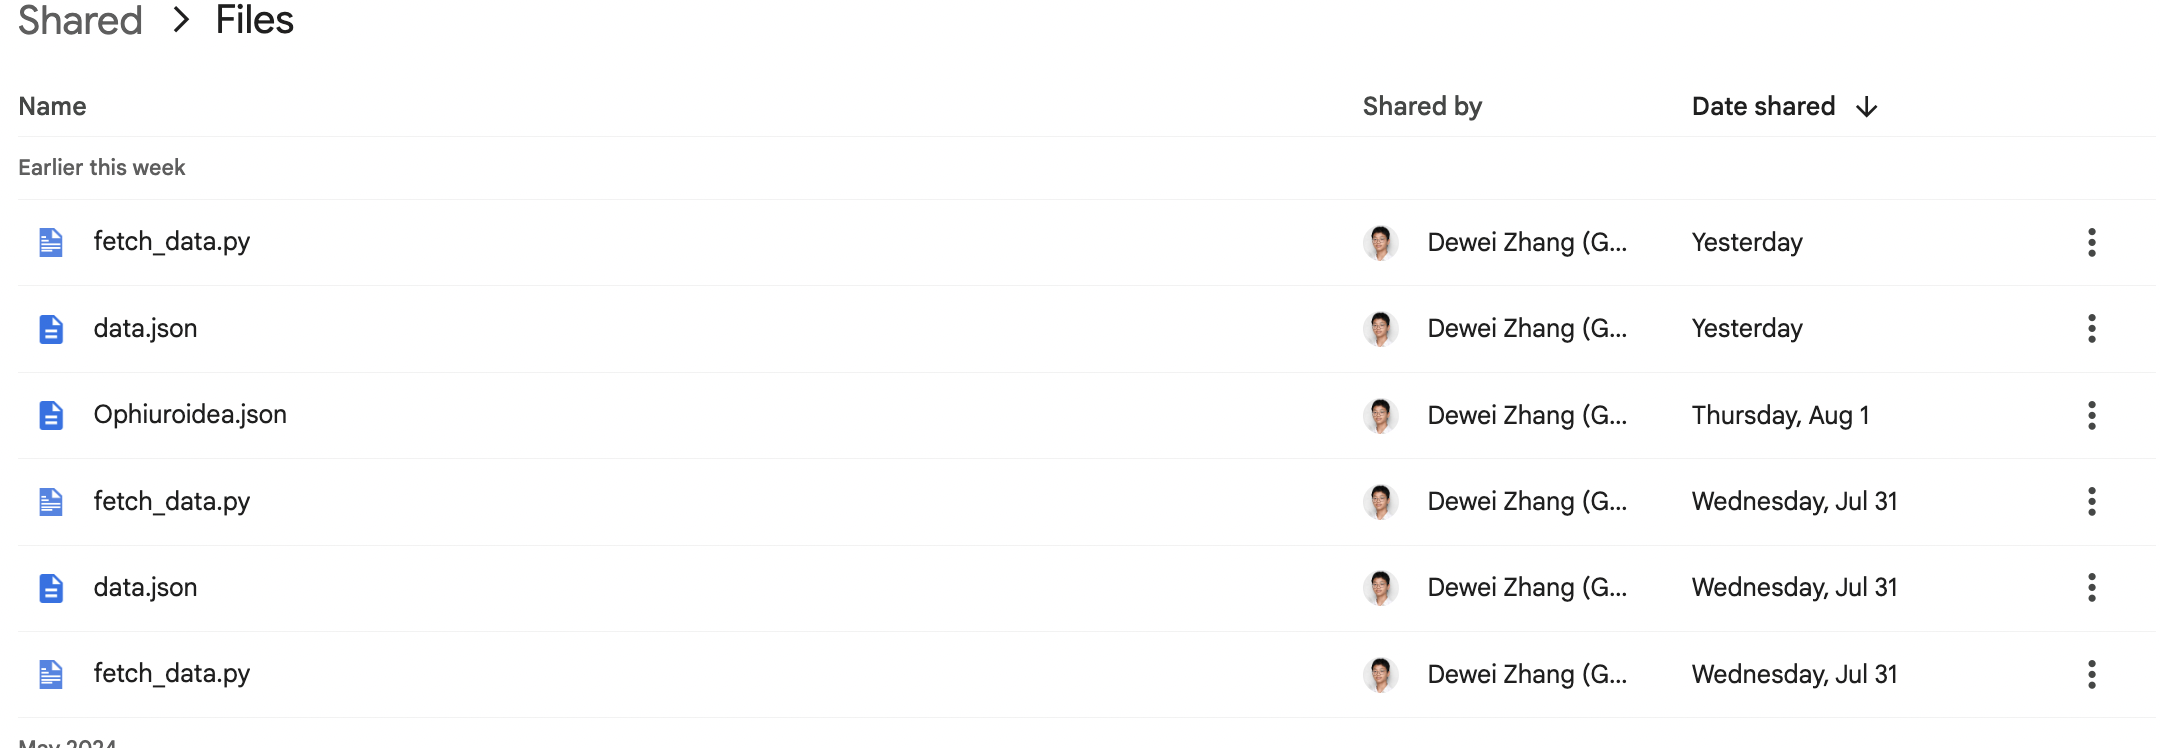 Shared > Files
Name Shared by Date shared ↓
Earlier this week
fetch_data.py Dewei Zhang (G... Yesterday
data.json Dewei Zhang (G... Yesterday
Ophiuroidea.json Dewei Zhang (G... Thursday, Aug 1
fetch_data.py Dewei Zhang (G... Wednesday, Jul 31
data.json Dewei Zhang (G... Wednesday, Jul 31
fetch_data.py Dewei Zhang (G... Wednesday, Jul 31
May 2024